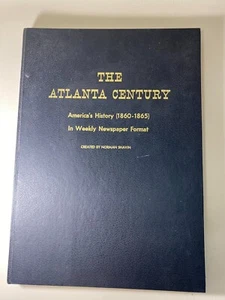 THE
ATLANTA CENTURY
America's History (1860-1865)
In Weekly Newspaper Format
CREATED BY NORMAN SHAVIN